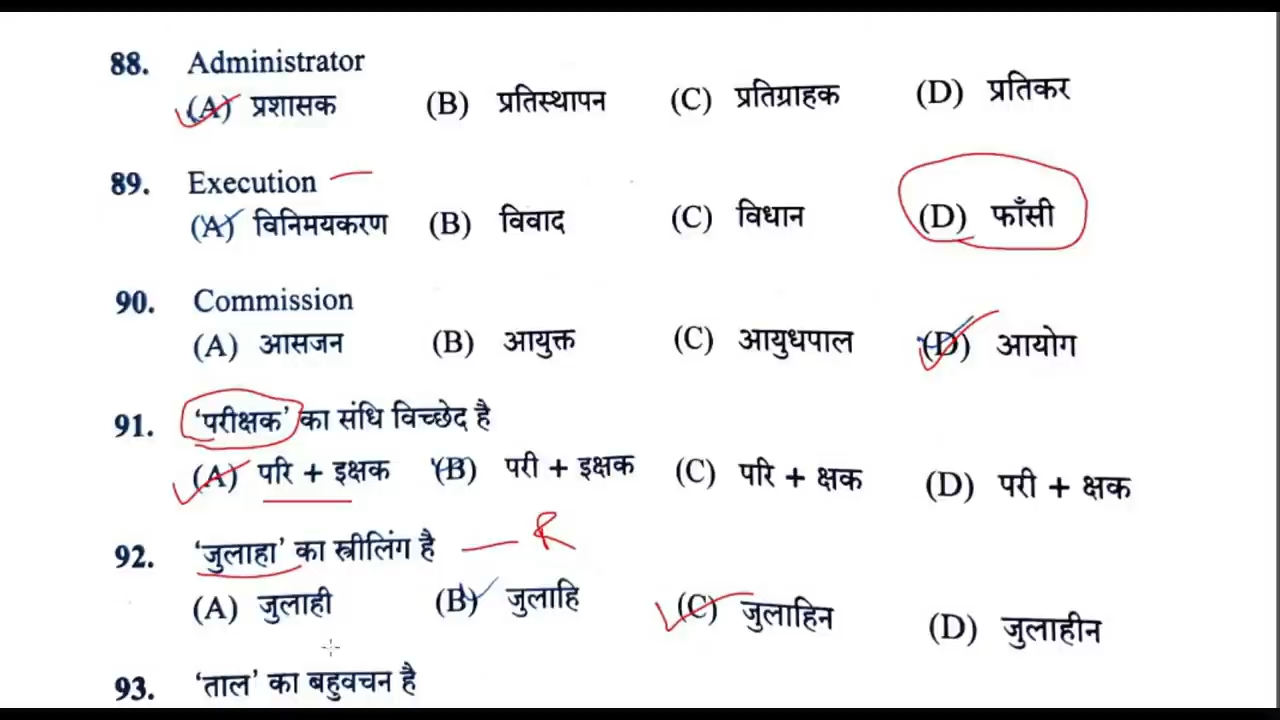 88. Administrator
(A) प्रशासक (B) प्रतिस्थापन (C) प्रतिग्राहक (D) प्रतिकर
89. Execution
(A) विनिमयकरण (B) विवाद (C) विधान (D) फाँसी
90. Commission
(A) आसजन (B) आयुक्त (C) आयुधपाल (D) आयोग
91. ‘परीक्षक’ का संधि विच्छेद है
(A) परि + इक्षक (B) परी + इक्षक (C) परि + क्षक (D) परी + क्षक
92. ‘जुलाहा’ का स्त्रीलिंग है — R
(A) जुलाही (B) जुलाहि (C) जुलाहिन (D) जुलाहीन
93. ‘ताल’ का बहुवचन है